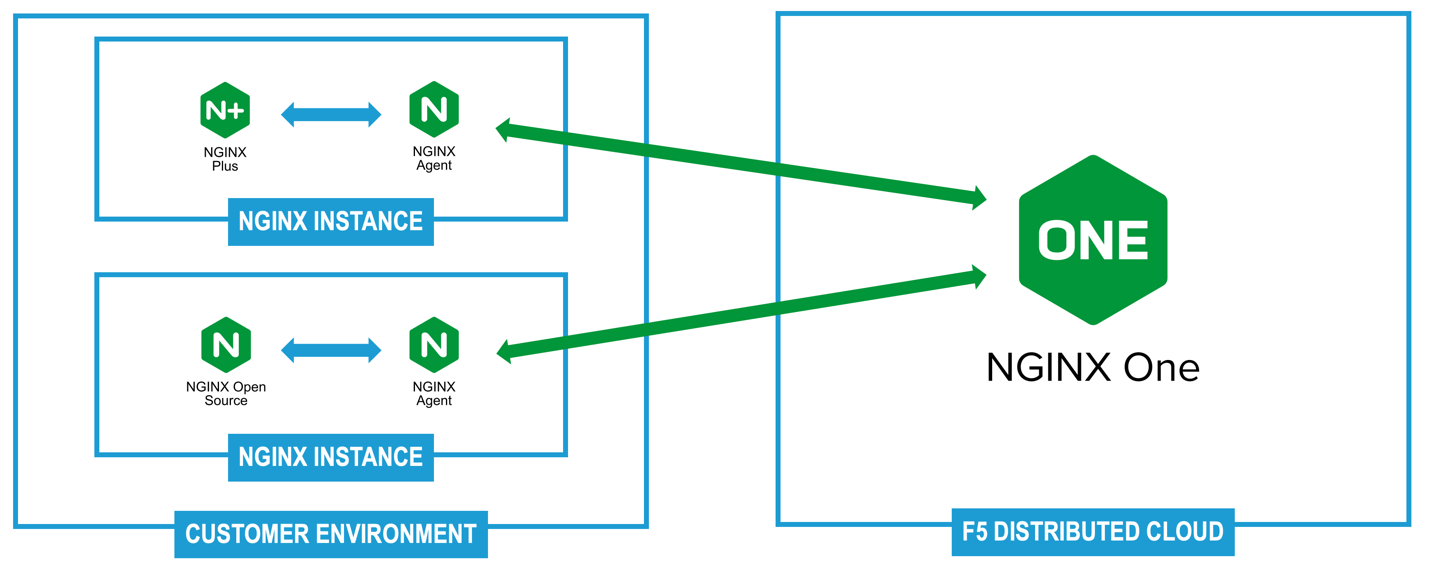 N+
NGINX
Plus
N
NGINX
Agent
NGINX INSTANCE
N
NGINX Open
Source
N
NGINX
Agent
NGINX INSTANCE
CUSTOMER ENVIRONMENT
ONE
NGINX One
F5 DISTRIBUTED CLOUD